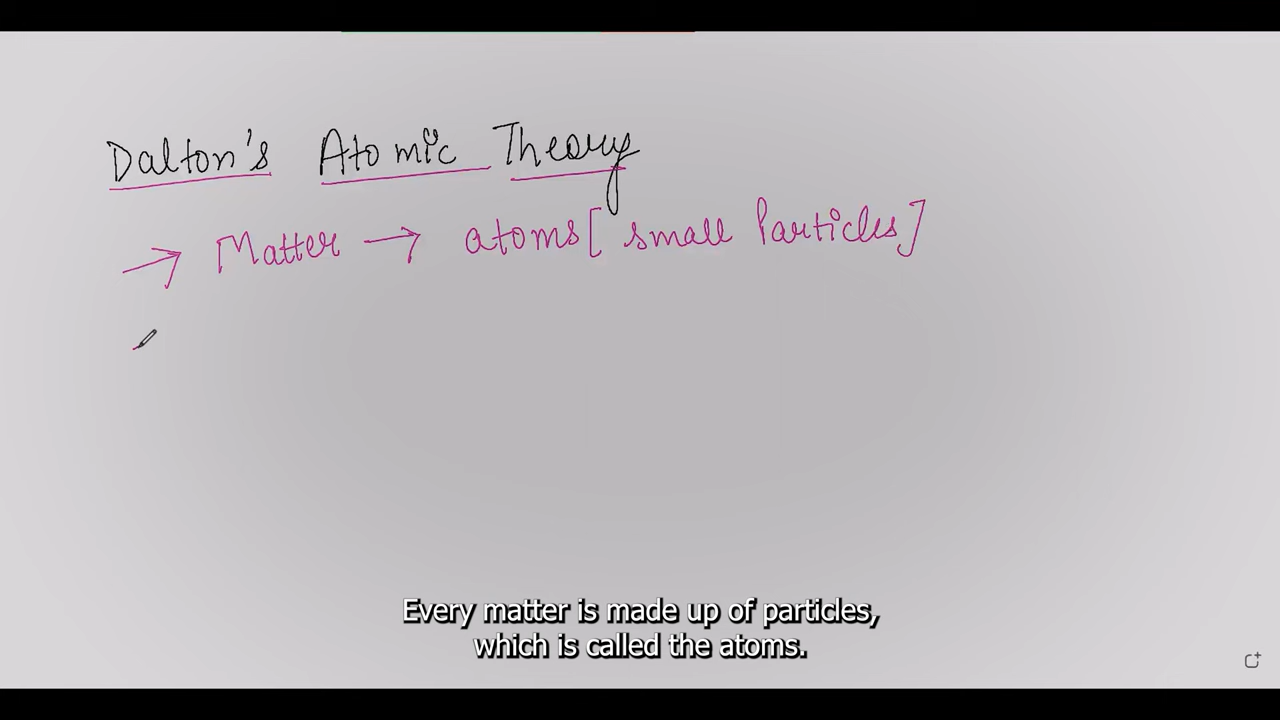 Dalton's Atomic Theory
→ Matter → atoms [ small Particles ]
Every matter is made up of particles,
which is called the atoms.